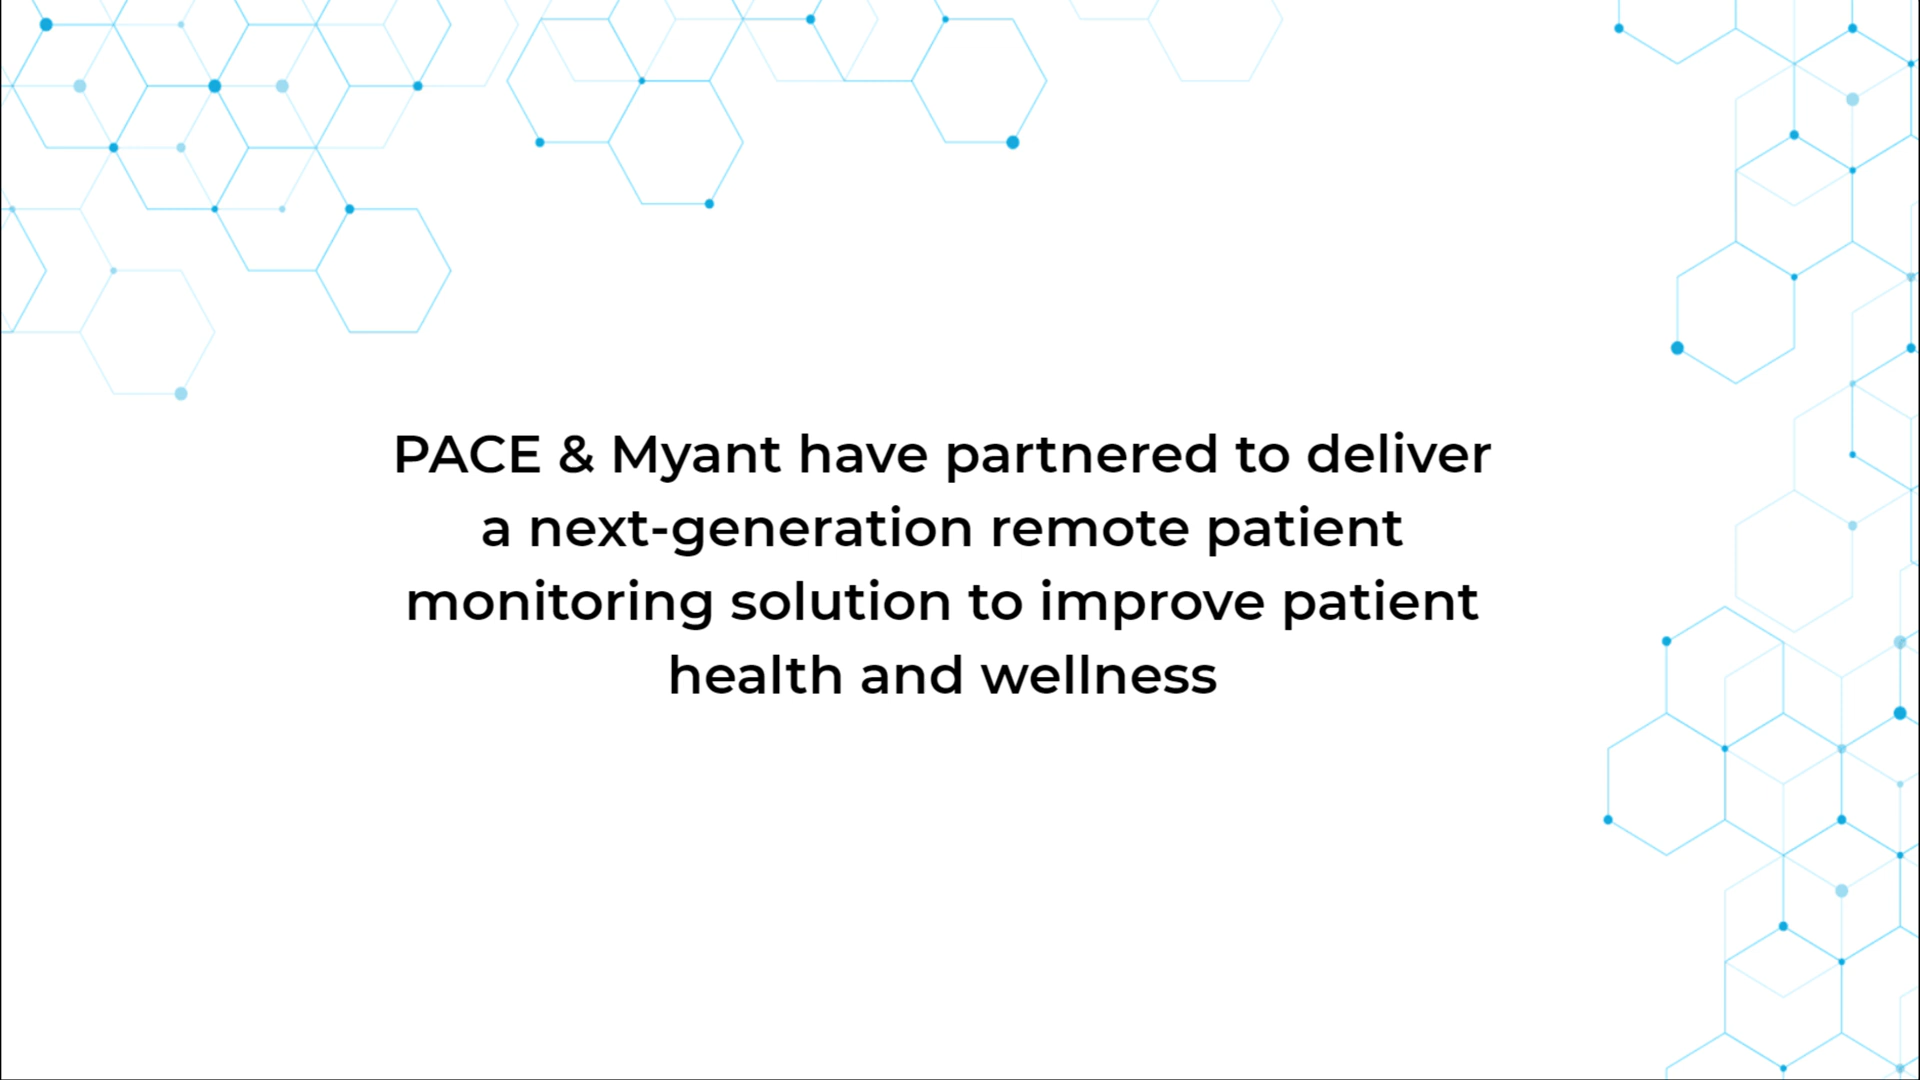 PACE & Myant have partnered to deliver
a next-generation remote patient
monitoring solution to improve patient
health and wellness